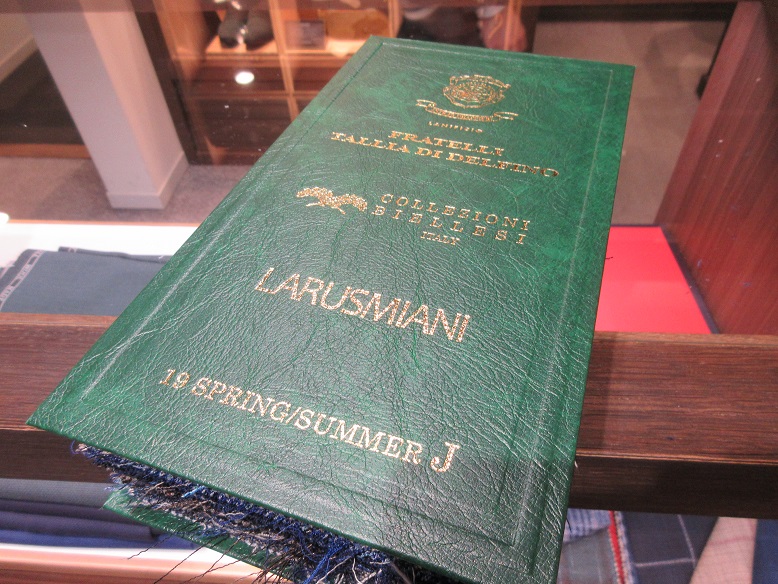 LANIFICIO
FRATELLI
TALLIA DI DELFINO
COLLEZIONI
BIELLESI
ITALY
LARUSMIANI
19 SPRING/SUMMER J